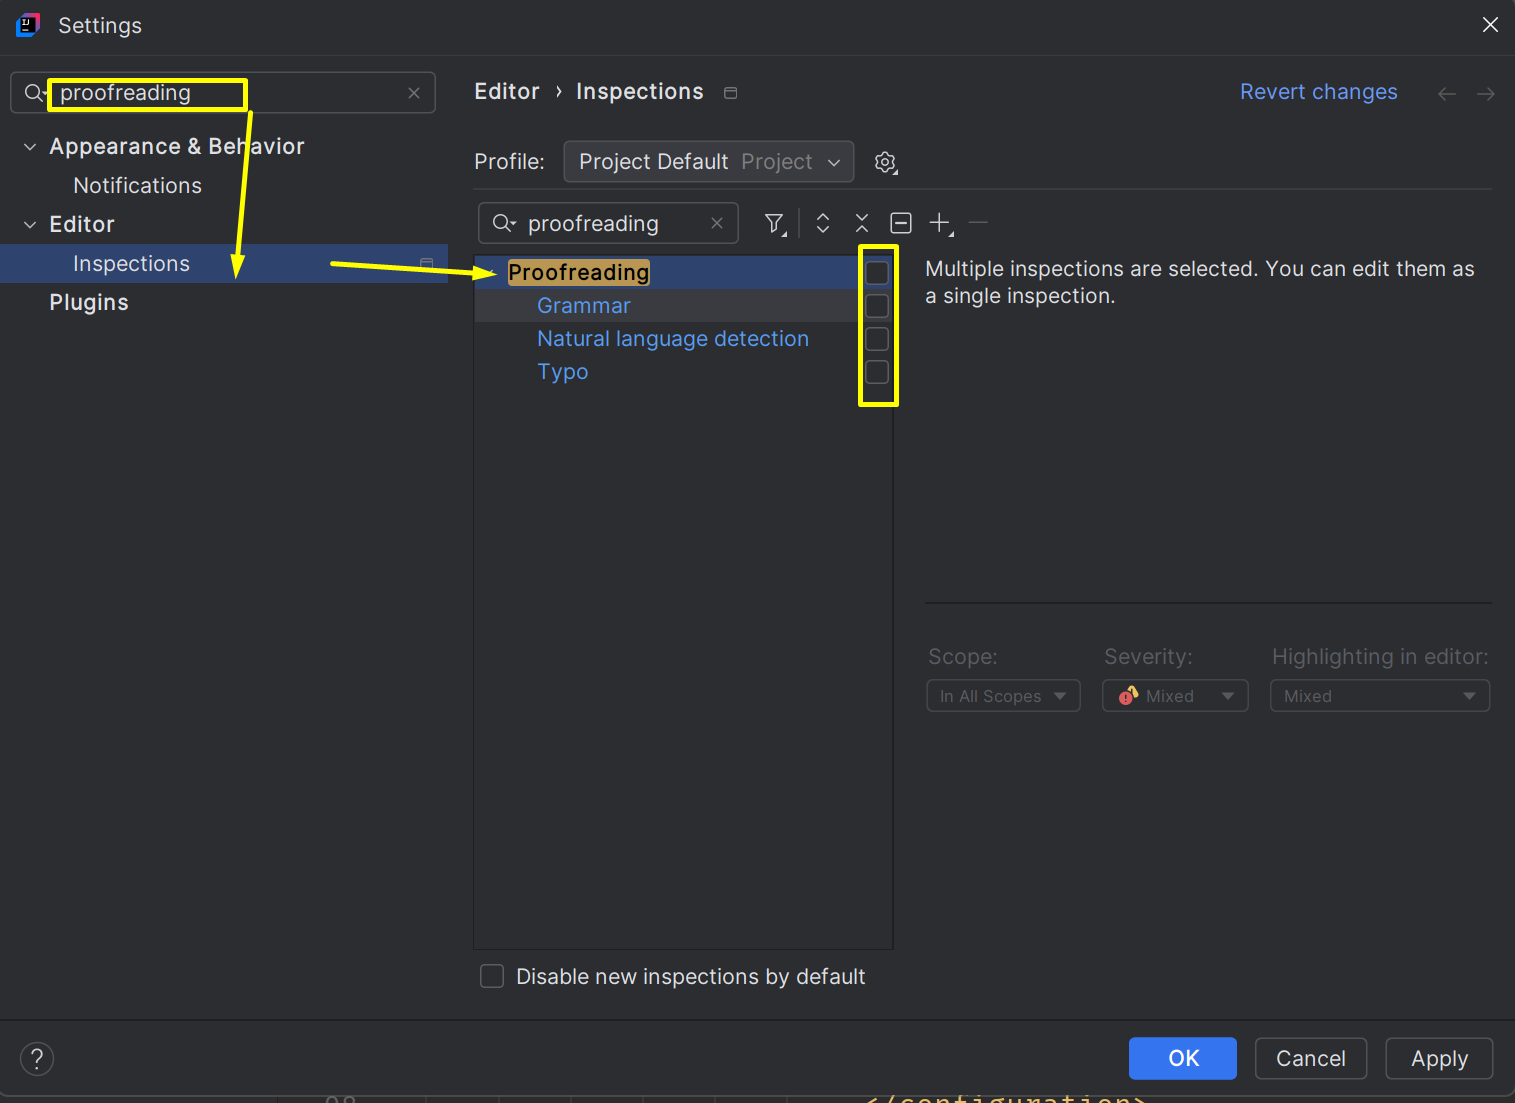 Settings
proofreading
Editor › Inspections
Revert changes
Appearance & Behavior
Notifications
Editor
Inspections
Plugins
Profile: Project Default Project
proofreading
Proofreading
Grammar
Natural language detection
Typo
Multiple inspections are selected. You can edit them as
a single inspection.
Scope: Severity: Highlighting in editor:
In All Scopes Mixed Mixed
Disable new inspections by default
? OK Cancel Apply
</configuration>